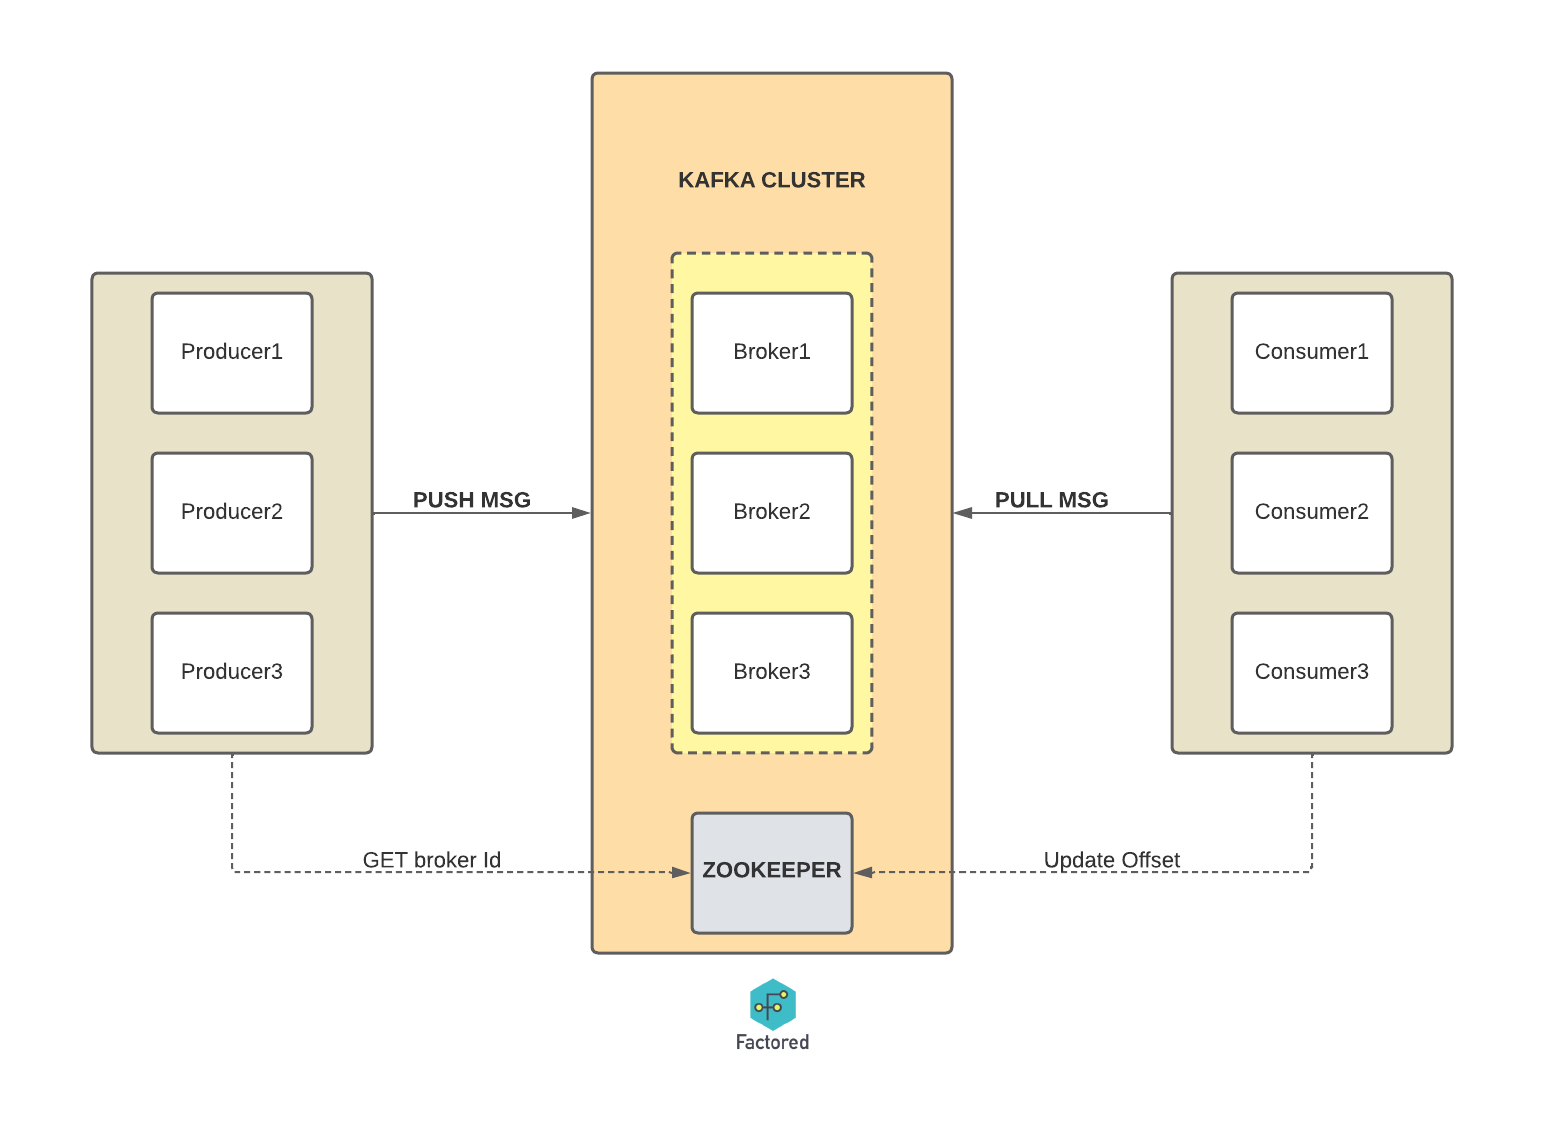 KAFKA CLUSTER
Producer1
Producer2
Producer3
PUSH MSG
Broker1
Broker2
Broker3
PULL MSG
Consumer1
Consumer2
Consumer3
GET broker Id
ZOOKEEPER
Update Offset
Factored